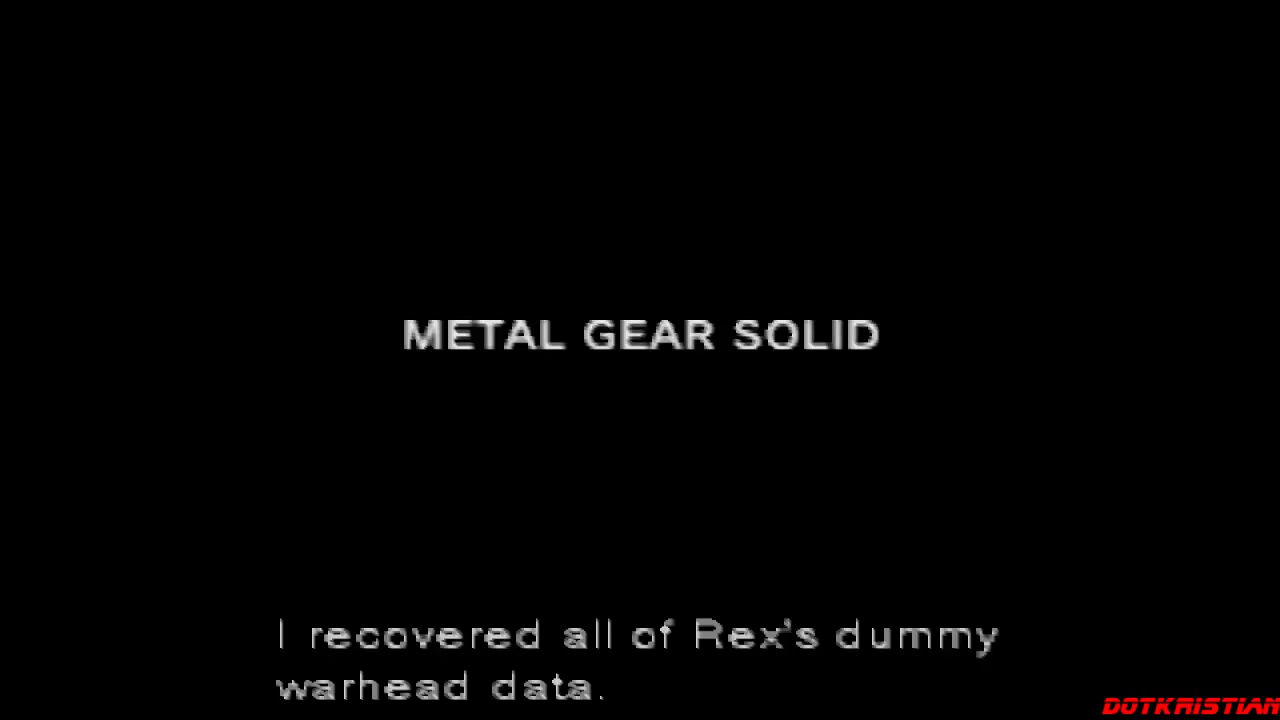 METAL GEAR SOLID
I recovered all of Rex's dummy
warhead data.
DOTKRISTIAN